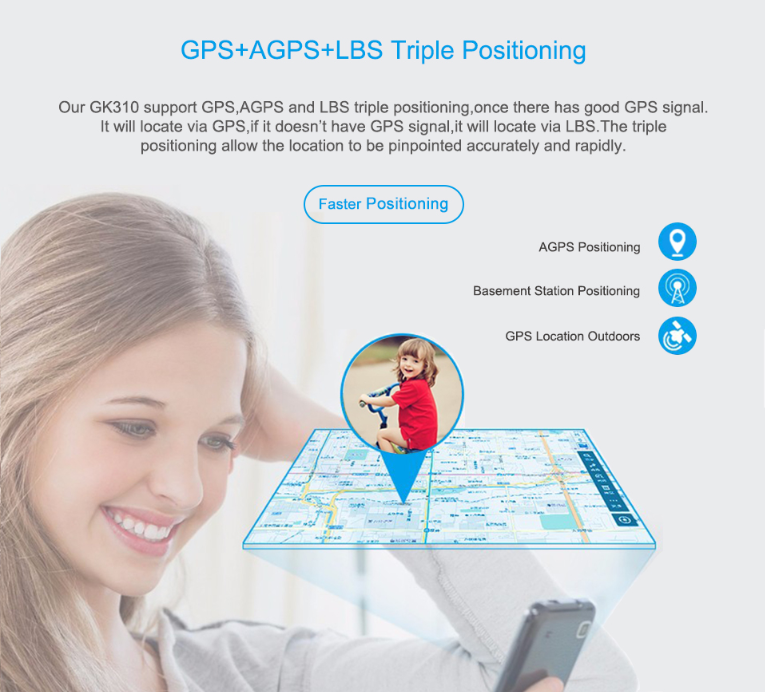 GPS+AGPS+LBS Triple Positioning
Our GK310 support GPS,AGPS and LBS triple positioning,once there has good GPS signal.
It will locate via GPS,if it doesn't have GPS signal,it will locate via LBS.The triple
positioning allow the location to be pinpointed accurately and rapidly.
Faster Positioning
AGPS Positioning
Basement Station Positioning
GPS Location Outdoors